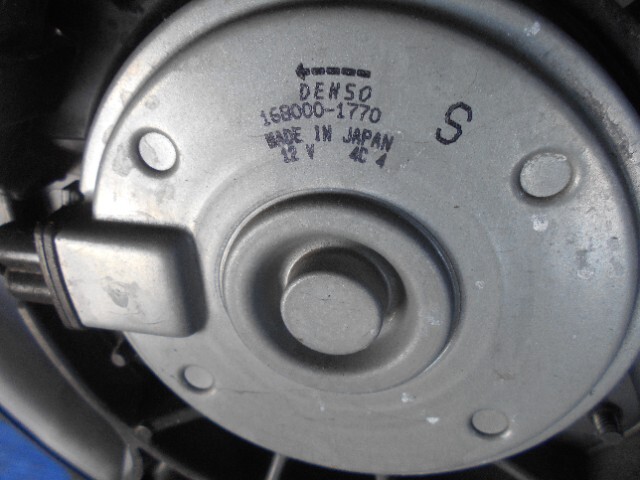 DENSO
168000-1770
MADE IN JAPAN
12 V 4C 4
S